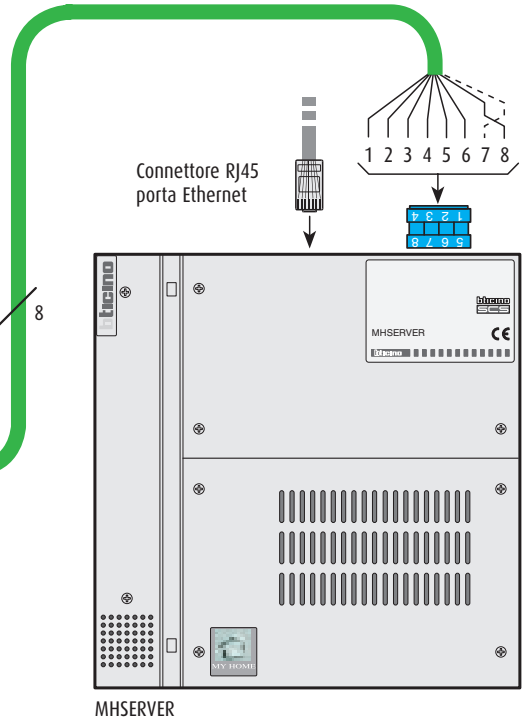 1 2 3 4 5 6 7 8
Connettore RJ45
porta Ethernet
1 2 3 4
5 6 7 8
8
bticino
bticino
SCS
MHSERVER
CE
bticino
MY HOME
MHSERVER